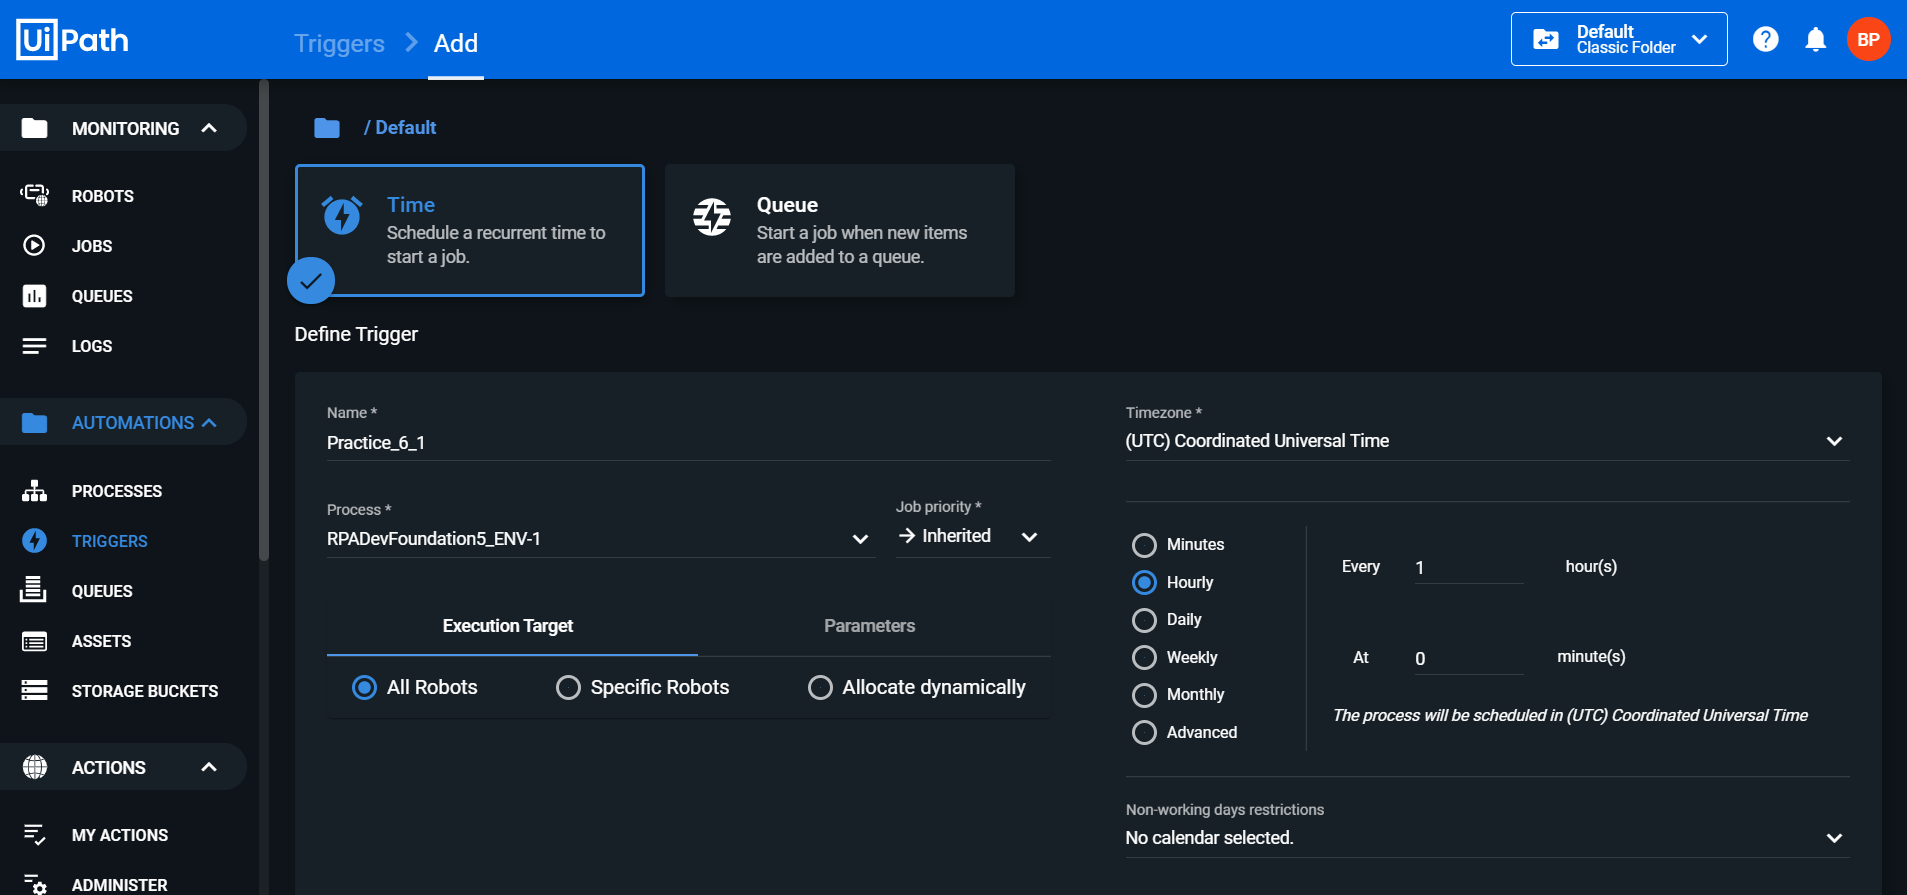 UiPath
Triggers > Add
Default
Classic Folder
?
BP
MONITORING
ROBOTS
JOBS
QUEUES
LOGS
AUTOMATIONS
PROCESSES
TRIGGERS
QUEUES
ASSETS
STORAGE BUCKETS
ACTIONS
MY ACTIONS
ADMINISTER
/ Default
Time
Schedule a recurrent time to
start a job.
Queue
Start a job when new items
are added to a queue.
Define Trigger
Name *
Practice_6_1
Process *
RPADevFoundation5_ENV-1
Job priority *
→ Inherited
Execution Target
Parameters
All Robots
Specific Robots
Allocate dynamically
Timezone *
(UTC) Coordinated Universal Time
Minutes
Hourly
Daily
Weekly
Monthly
Advanced
Every 1 hour(s)
At 0 minute(s)
The process will be scheduled in (UTC) Coordinated Universal Time
Non-working days restrictions
No calendar selected.